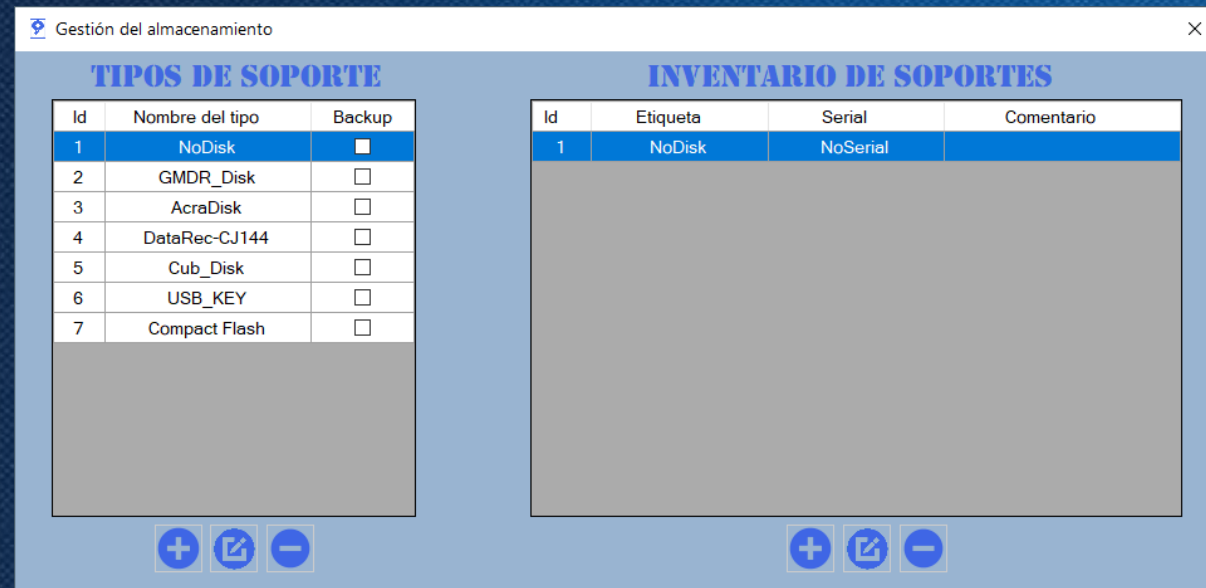 Gestión del almacenamiento
TIPOS DE SOPORTE
Id Nombre del tipo Backup
1 NoDisk
2 GMDR_Disk
3 AcraDisk
4 DataRec-CJ144
5 Cub_Disk
6 USB_KEY
7 Compact Flash
INVENTARIO DE SOPORTES
Id Etiqueta Serial Comentario
1 NoDisk NoSerial